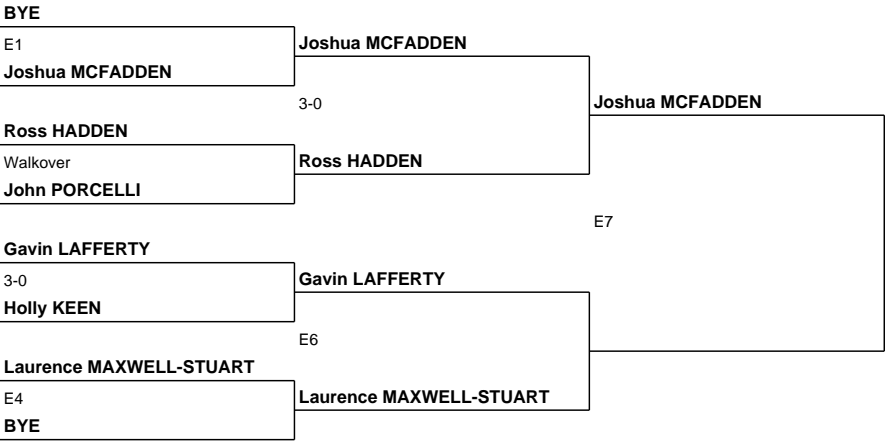 BYE
E1
Joshua MCFADDEN
Joshua MCFADDEN
3-0
Joshua MCFADDEN
Ross HADDEN
Walkover
Ross HADDEN
John PORCELLI
E7
Gavin LAFFERTY
3-0
Gavin LAFFERTY
Holly KEEN
E6
Laurence MAXWELL-STUART
E4
Laurence MAXWELL-STUART
BYE